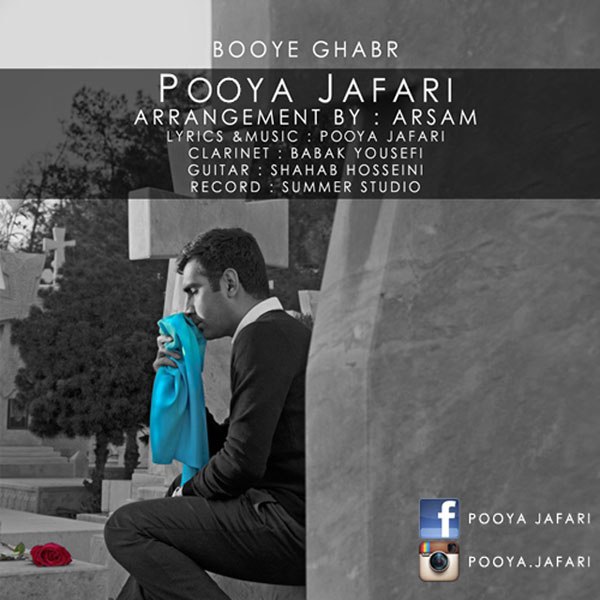 BOOYE GHABR
POOYA JAFARI
ARRANGEMENT BY : ARSAM
LYRICS &MUSIC : POOYA JAFARI
CLARINET : BABAK YOUSEFI
GUITAR : SHAHAB HOSSEINI
RECORD : SUMMER STUDIO
f POOYA JAFARI
POOYA.JAFARI